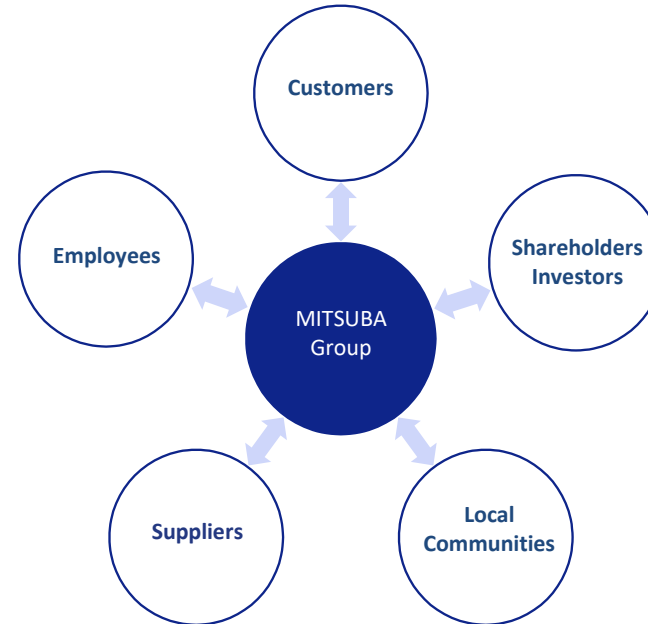 Customers
Employees
Shareholders
Investors
MITSUBA
Group
Suppliers
Local
Communities